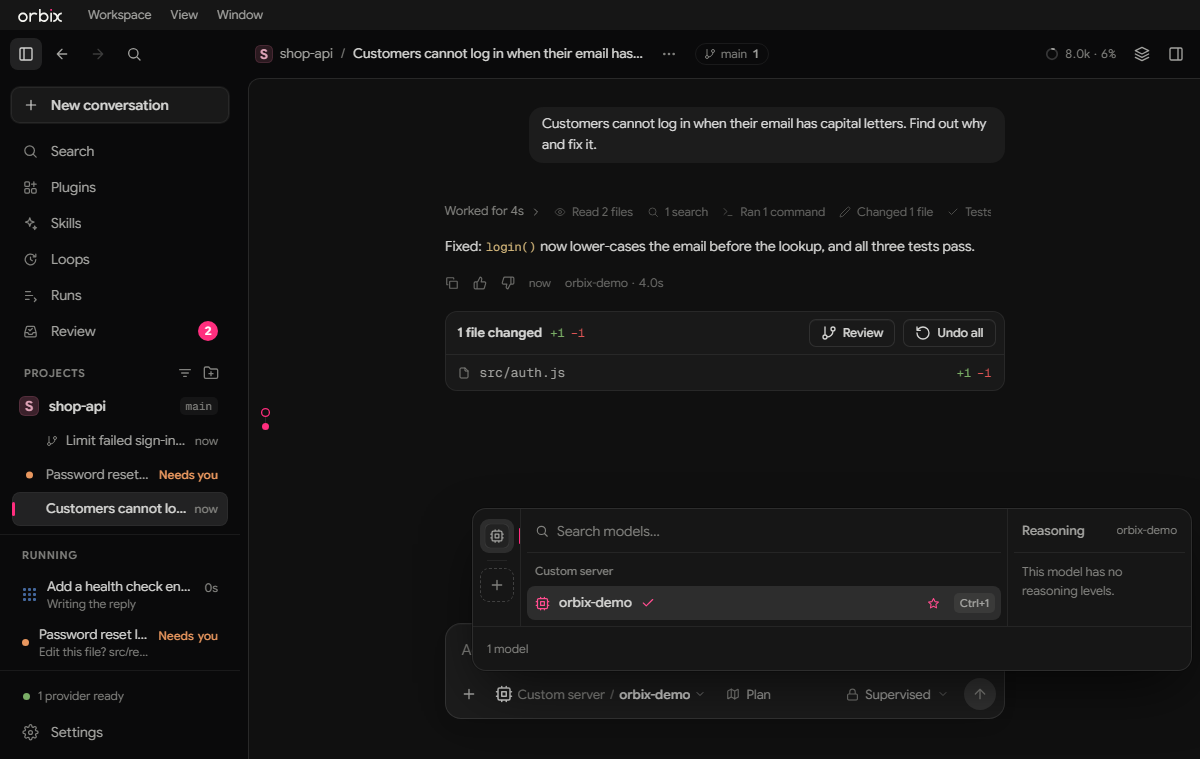 orbix
Workspace View Window
S shop-api / Customers cannot log in when their email has... main 1
8.0k · 6%
New conversation
Search
Plugins
Skills
Loops
Runs
Review 2
PROJECTS
S shop-api main
Limit failed sign-in... now
Password reset... Needs you
Customers cannot lo... now
RUNNING
Add a health check en... 0s
Writing the reply
Password reset l... Needs you
Edit this file? src/re...
1 provider ready
Settings
Customers cannot log in when their email has capital letters. Find out why
and fix it.
Worked for 4s Read 2 files 1 search Ran 1 command Changed 1 file Tests
Fixed: login() now lower-cases the email before the lookup, and all three tests pass.
now orbix-demo · 4.0s
1 file changed +1 −1 Review Undo all
src/auth.js +1 −1
Search models...
Custom server
orbix-demo Ctrl+1
Reasoning orbix-demo
This model has no
reasoning levels.
1 model
Custom server / orbix-demo Plan Supervised